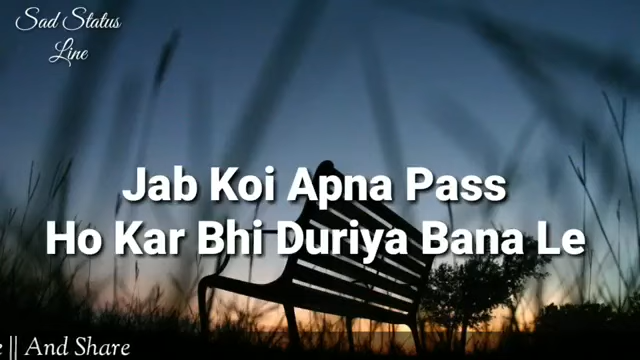 Sad Status
Line
Jab Koi Apna Pass
Ho Kar Bhi Duriya Bana Le
|| And Share